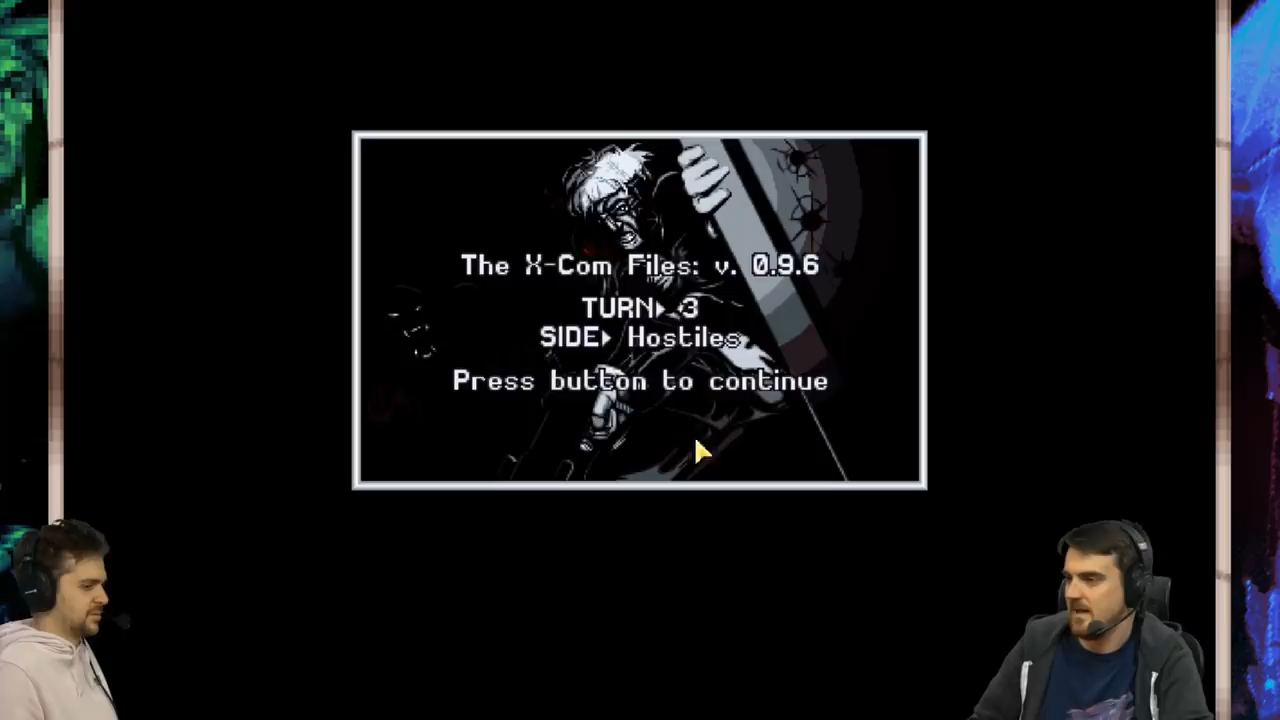 The X-Com Files: v. 0.9.6
TURN▸ 3
SIDE▸ Hostiles
Press button to continue